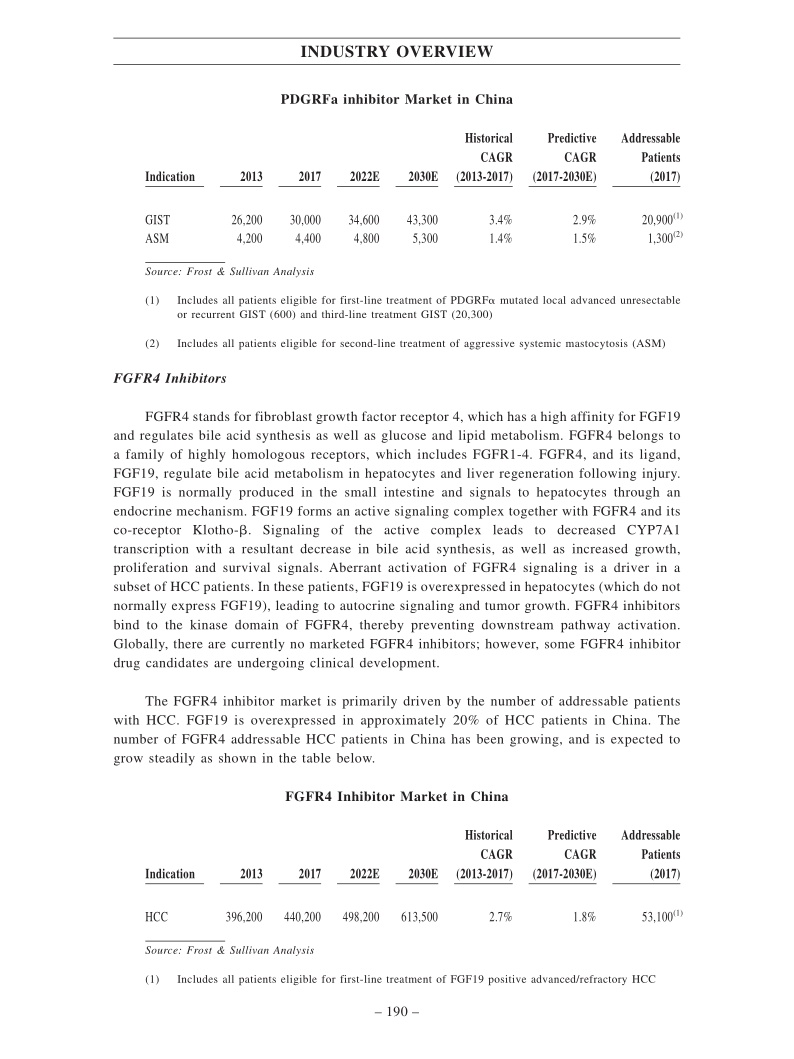 INDUSTRY OVERVIEW
PDGRFa inhibitor Market in China
Historical Predictive Addressable
CAGR CAGR Patients
Indication 2013 2017 2022E 2030E (2013-2017) (2017-2030E) (2017)
GIST 26,200 30,000 34,600 43,300 3.4% 2.9% 20,900(1)
ASM 4,200 4,400 4,800 5,300 1.4% 1.5% 1,300(2)
Source: Frost & Sullivan Analysis
(1) Includes all patients eligible for first-line treatment of PDGRFα mutated local advanced unresectable
or recurrent GIST (600) and third-line treatment GIST (20,300)
(2) Includes all patients eligible for second-line treatment of aggressive systemic mastocytosis (ASM)
FGFR4 Inhibitors
FGFR4 stands for fibroblast growth factor receptor 4, which has a high affinity for FGF19
and regulates bile acid synthesis as well as glucose and lipid metabolism. FGFR4 belongs to
a family of highly homologous receptors, which includes FGFR1-4. FGFR4, and its ligand,
FGF19, regulate bile acid metabolism in hepatocytes and liver regeneration following injury.
FGF19 is normally produced in the small intestine and signals to hepatocytes through an
endocrine mechanism. FGF19 forms an active signaling complex together with FGFR4 and its
co-receptor Klotho-β. Signaling of the active complex leads to decreased CYP7A1
transcription with a resultant decrease in bile acid synthesis, as well as increased growth,
proliferation and survival signals. Aberrant activation of FGFR4 signaling is a driver in a
subset of HCC patients. In these patients, FGF19 is overexpressed in hepatocytes (which do not
normally express FGF19), leading to autocrine signaling and tumor growth. FGFR4 inhibitors
bind to the kinase domain of FGFR4, thereby preventing downstream pathway activation.
Globally, there are currently no marketed FGFR4 inhibitors; however, some FGFR4 inhibitor
drug candidates are undergoing clinical development.
The FGFR4 inhibitor market is primarily driven by the number of addressable patients
with HCC. FGF19 is overexpressed in approximately 20% of HCC patients in China. The
number of FGFR4 addressable HCC patients in China has been growing, and is expected to
grow steadily as shown in the table below.
FGFR4 Inhibitor Market in China
Historical Predictive Addressable
CAGR CAGR Patients
Indication 2013 2017 2022E 2030E (2013-2017) (2017-2030E) (2017)
HCC 396,200 440,200 498,200 613,500 2.7% 1.8% 53,100(1)
Source: Frost & Sullivan Analysis
(1) Includes all patients eligible for first-line treatment of FGF19 positive advanced/refractory HCC
– 190 –